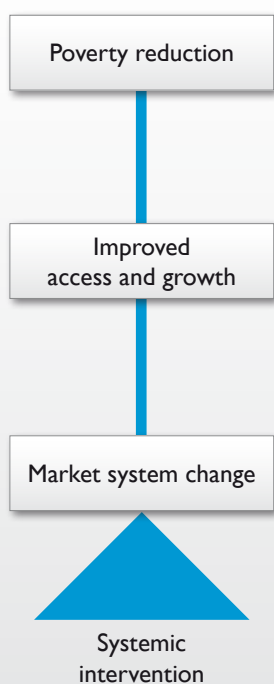 Poverty reduction
Improved
access and growth
Market system change
Systemic
intervention